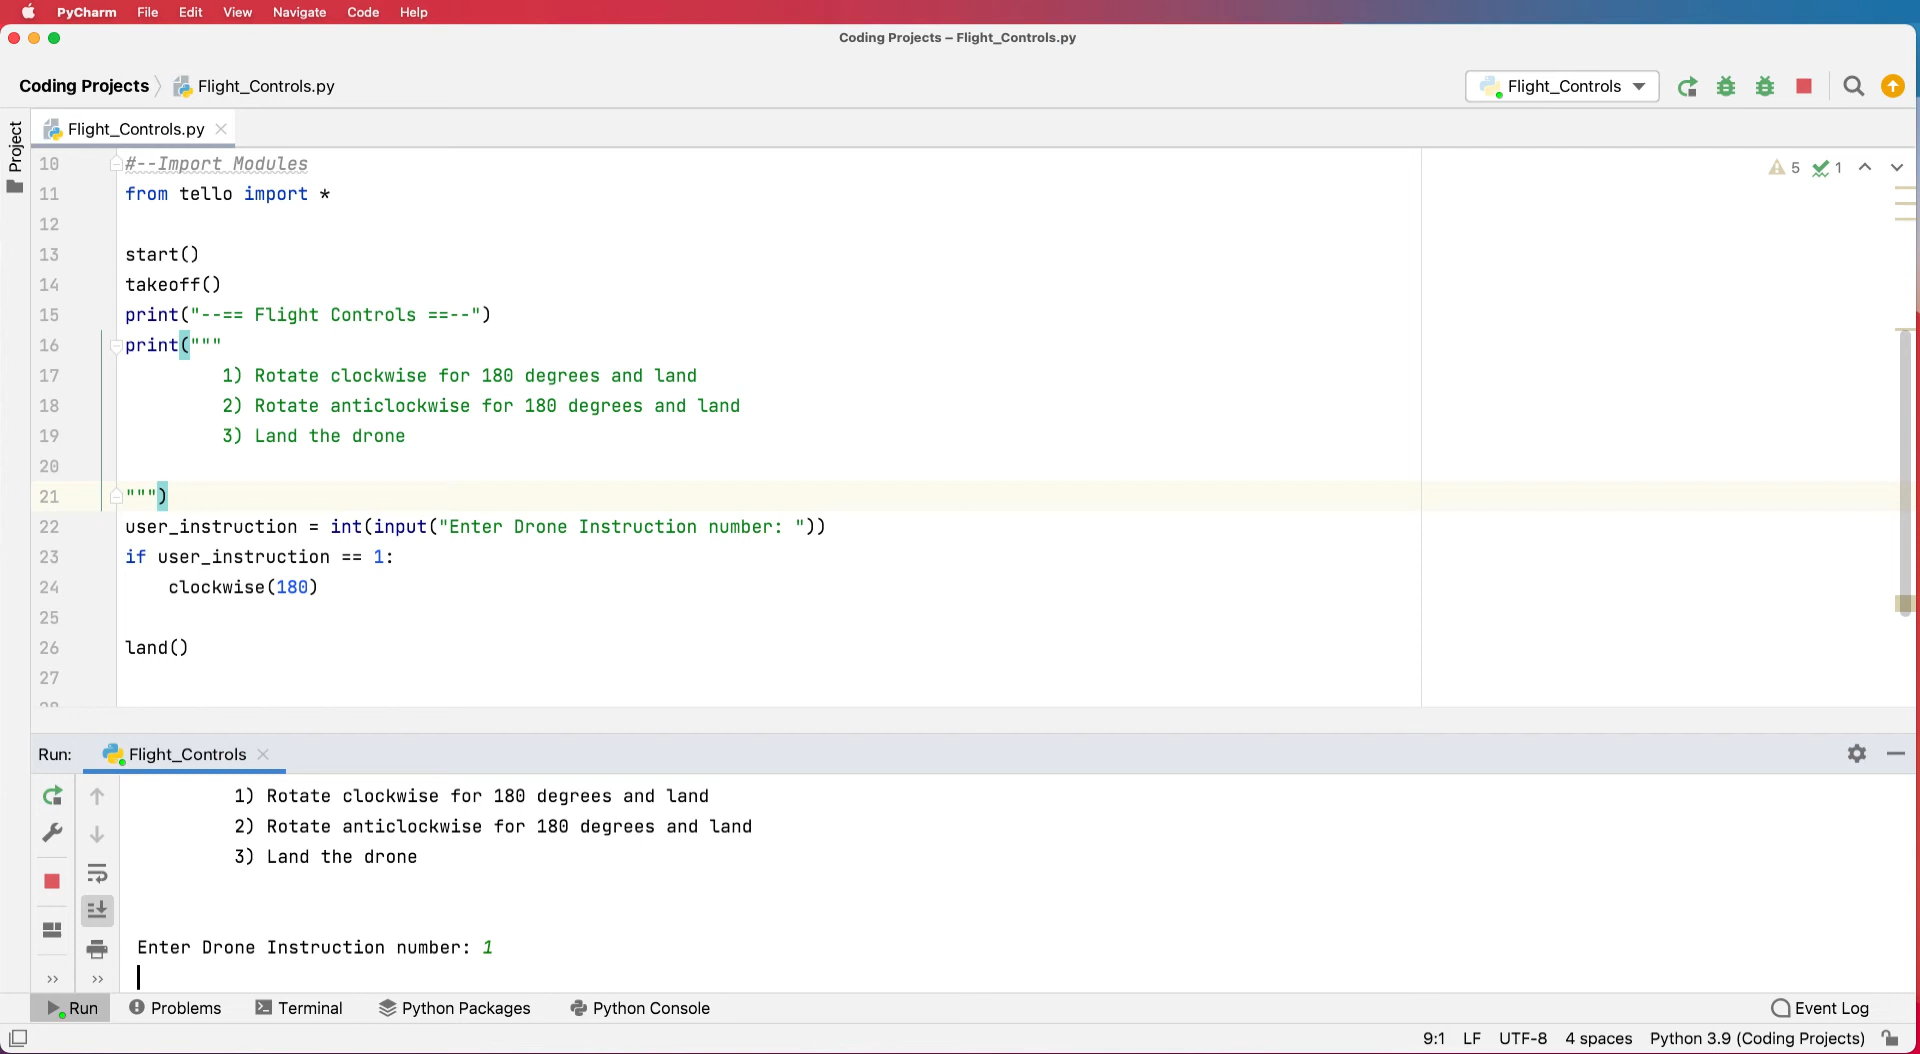 PyCharm File Edit View Navigate Code Help
Coding Projects – Flight_Controls.py
Coding Projects Flight_Controls.py Flight_Controls
Project
Flight_Controls.py
5 1
10 #--Import Modules
11 from tello import *
12
13 start()
14 takeoff()
15 print("--== Flight Controls ==--")
16 print("""
17 1) Rotate clockwise for 180 degrees and land
18 2) Rotate anticlockwise for 180 degrees and land
19 3) Land the drone
20
21 """)
22 user_instruction = int(input("Enter Drone Instruction number: "))
23 if user_instruction == 1:
24 clockwise(180)
25
26 land()
27
Run: Flight_Controls
1) Rotate clockwise for 180 degrees and land
2) Rotate anticlockwise for 180 degrees and land
3) Land the drone
Enter Drone Instruction number: 1
Run Problems Terminal Python Packages Python Console Event Log
9:1 LF UTF-8 4 spaces Python 3.9 (Coding Projects)